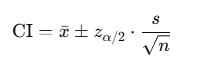 CI = x̄ ± z_{α/2} · s/√n